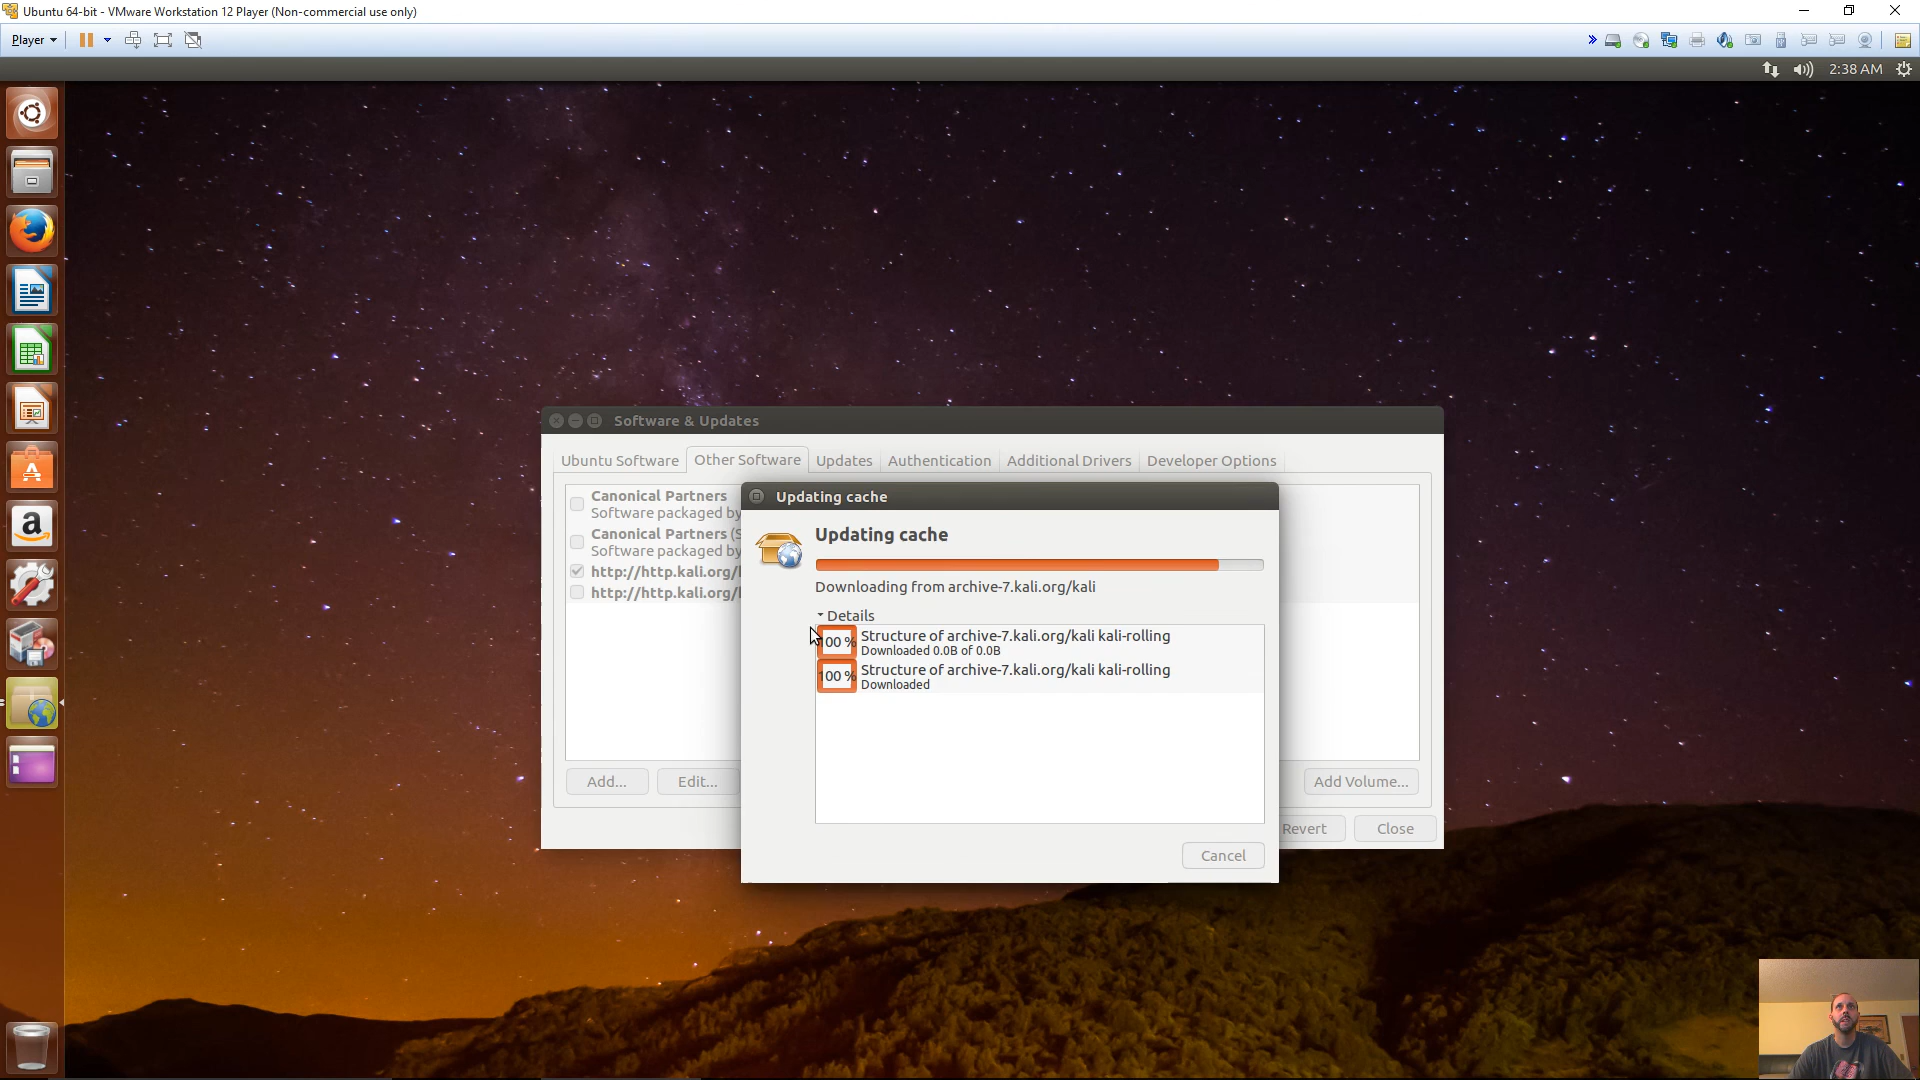 Ubuntu 64-bit - VMware Workstation 12 Player (Non-commercial use only)
Player
2:38 AM
Software & Updates
Ubuntu Software Other Software Updates Authentication Additional Drivers Developer Options
Canonical Partners
Software packaged by
Canonical Partners (S
Software packaged by
http://http.kali.org/
http://http.kali.org/
Add... Edit... Add Volume...
Revert Close
Updating cache
Updating cache
Downloading from archive-7.kali.org/kali
Details
100 % Structure of archive-7.kali.org/kali kali-rolling
Downloaded 0.0B of 0.0B
100 % Structure of archive-7.kali.org/kali kali-rolling
Downloaded
Cancel